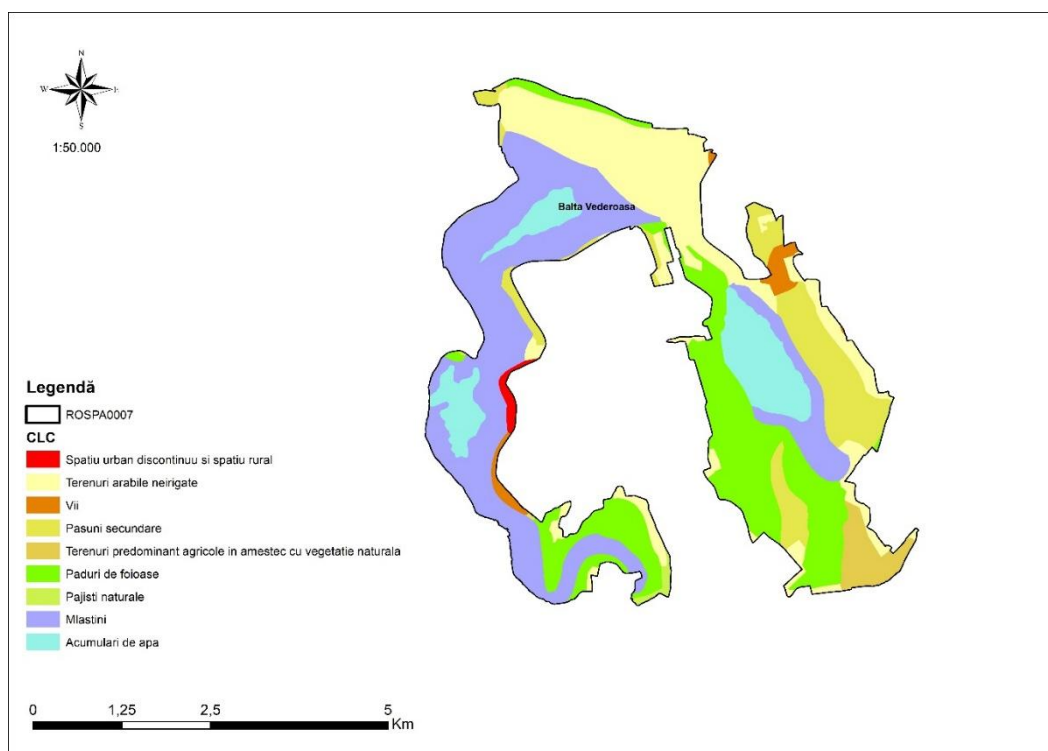 N
W E
S
1:50.000
Balta Vederoasa
Legendă
ROSPA0007
CLC
Spatiu urban discontinuu si spatiu rural
Terenuri arabile neirigate
Vii
Pasuni secundare
Terenuri predominant agricole in amestec cu vegetatie naturala
Paduri de foioase
Pajisti naturale
Mlastini
Acumulari de apa
0 1,25 2,5 5
Km